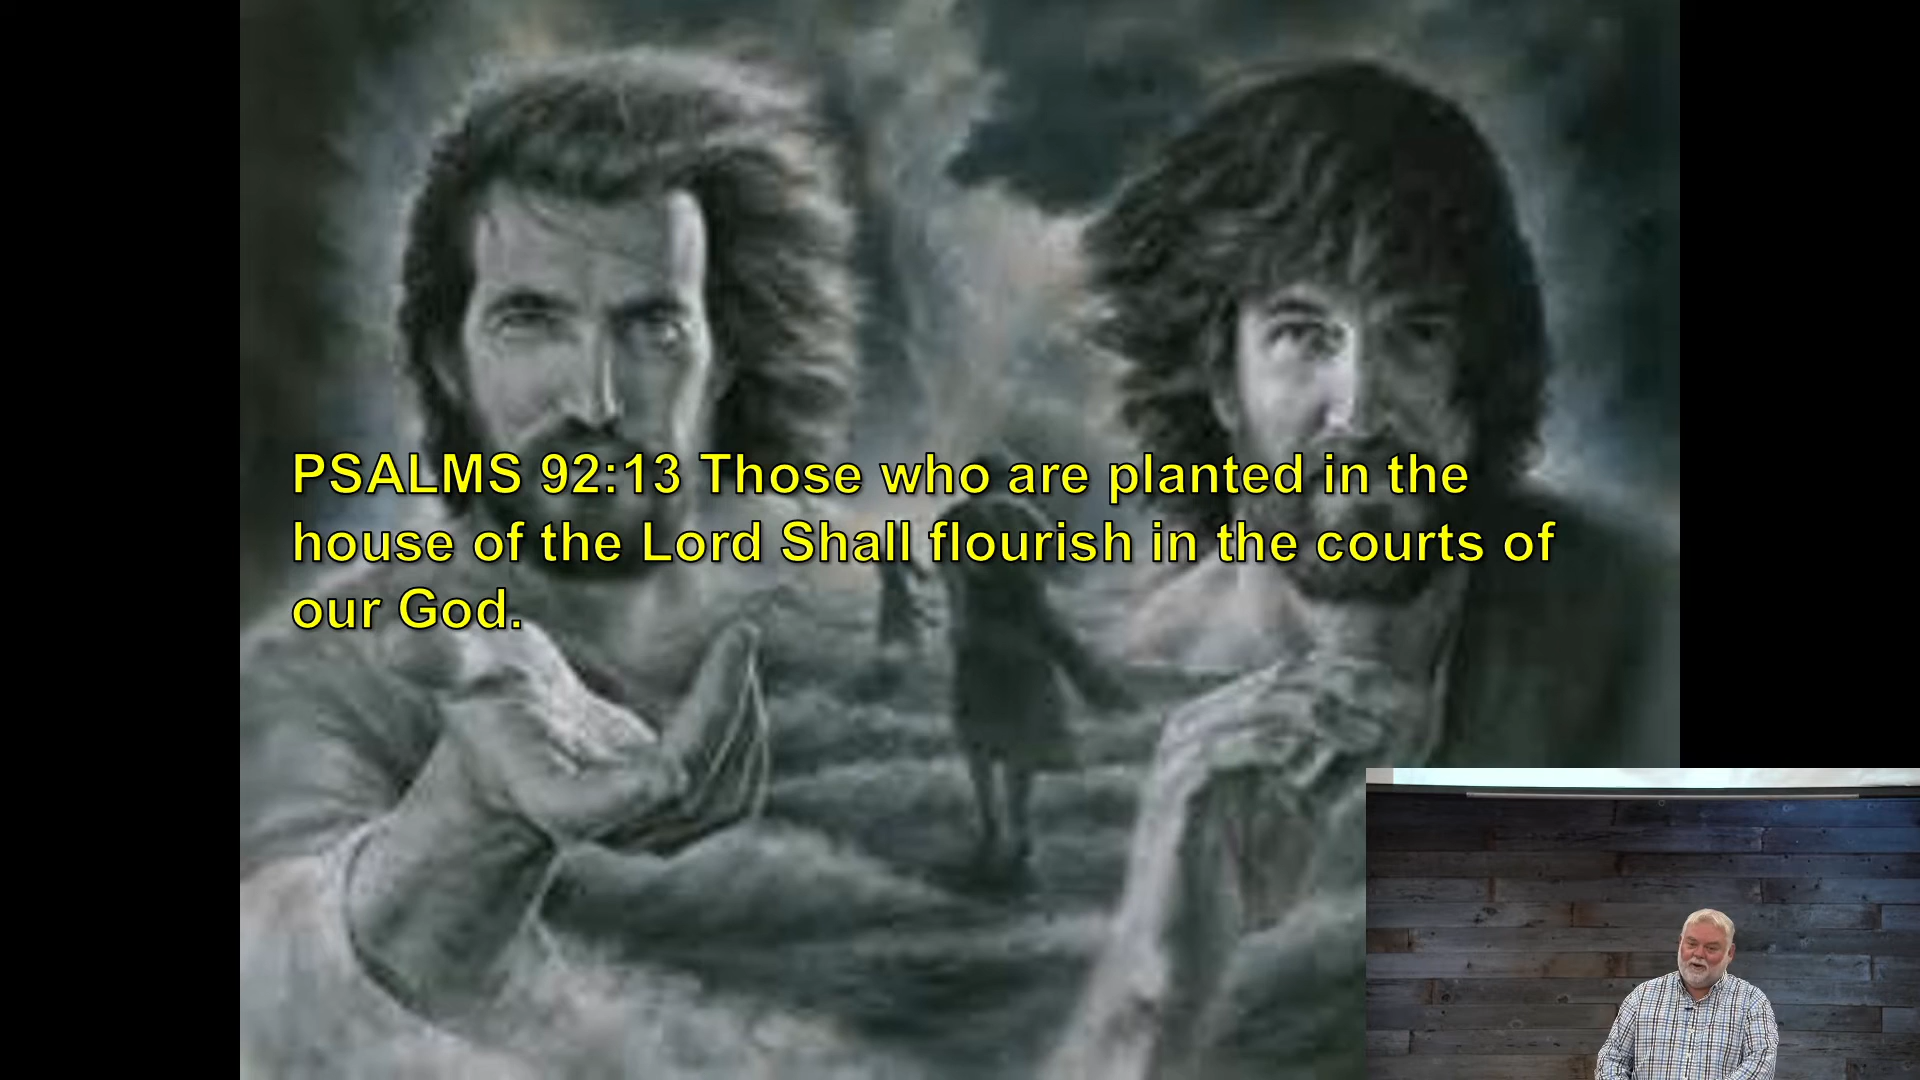 PSALMS 92:13 Those who are planted in the
house of the Lord Shall flourish in the courts of
our God.